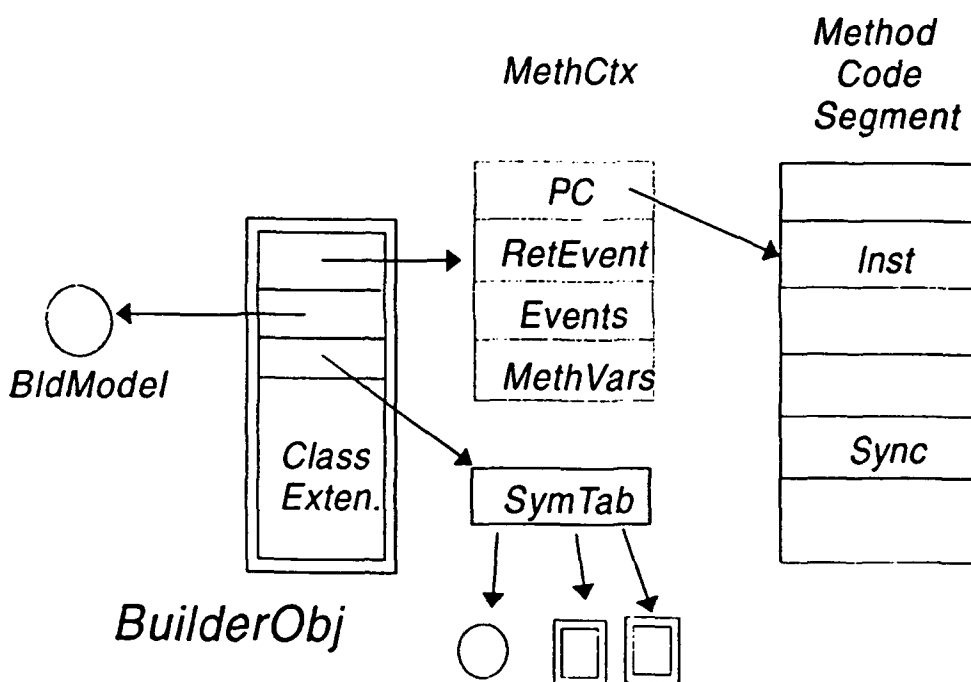 Method
Code
Segment
MethCtx
PC
RetEvent
Inst
Events
BldModel
MethVars
Class
Exten.
Sync
SymTab
BuilderObj